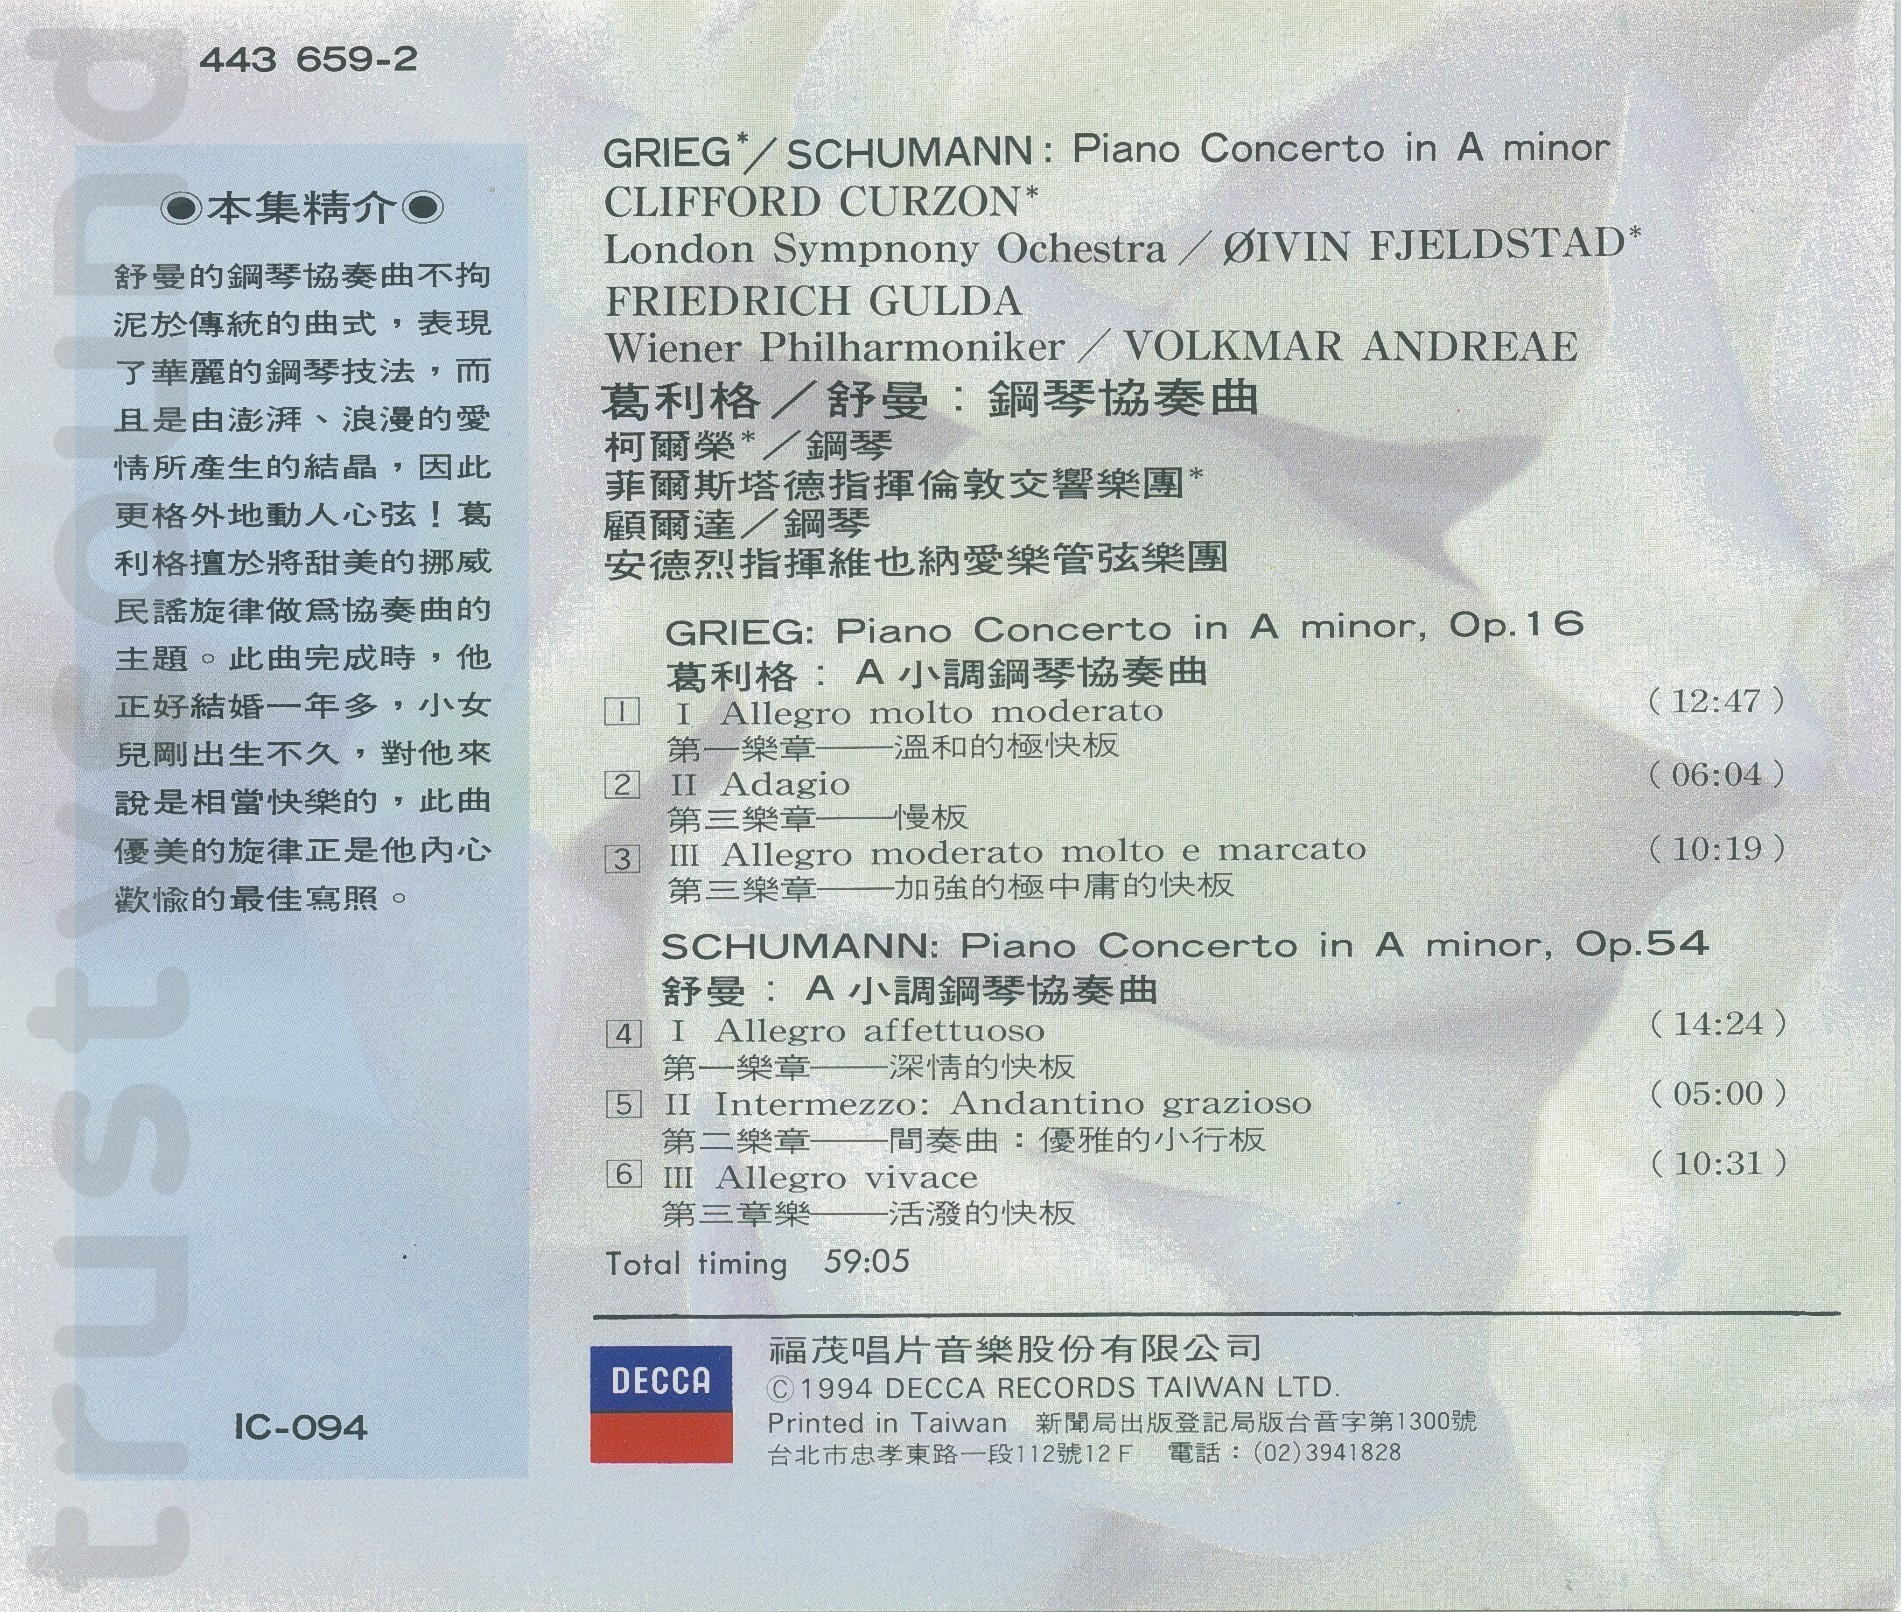 443 659-2
◉本集精介◉
舒曼的鋼琴協奏曲不拘
泥於傳統的曲式，表現
了華麗的鋼琴技法，而
且是由澎湃、浪漫的愛
情所產生的結晶，因此
更格外地動人心弦！葛
利格擅於將甜美的挪威
民謠旋律做爲協奏曲的
主題。此曲完成時，他
正好結婚一年多，小女
兒剛出生不久，對他來
說是相當快樂的，此曲
優美的旋律正是他內心
歡愉的最佳寫照。
IC-094
trust we found
GRIEG*／SCHUMANN: Piano Concerto in A minor
CLIFFORD CURZON*
London Sympnony Ochestra／ØIVIN FJELDSTAD*
FRIEDRICH GULDA
Wiener Philharmoniker／VOLKMAR ANDREAE
葛利格／舒曼：鋼琴協奏曲
柯爾榮*／鋼琴
菲爾斯塔德指揮倫敦交響樂團*
顧爾達／鋼琴
安德烈指揮維也納愛樂管弦樂團
GRIEG: Piano Concerto in A minor, Op.16
葛利格：A小調鋼琴協奏曲
1 I Allegro molto moderato (12:47)
第一樂章——溫和的極快板
2 II Adagio (06:04)
第三樂章——慢板
3 III Allegro moderato molto e marcato (10:19)
第三樂章——加強的極中庸的快板
SCHUMANN: Piano Concerto in A minor, Op.54
舒曼：A小調鋼琴協奏曲
4 I Allegro affettuoso (14:24)
第一樂章——深情的快板
5 II Intermezzo: Andantino grazioso (05:00)
第二樂章——間奏曲：優雅的小行板
6 III Allegro vivace (10:31)
第三章樂——活潑的快板
Total timing 59:05
DECCA
福茂唱片音樂股份有限公司
©1994 DECCA RECORDS TAIWAN LTD.
Printed in Taiwan 新聞局出版登記局版台音字第1300號
台北市忠孝東路一段112號12F 電話：(02)3941828